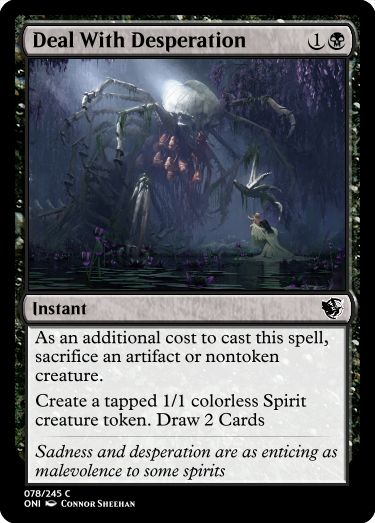 Deal With Desperation 1
Instant
As an additional cost to cast this spell,
sacrifice an artifact or nontoken
creature.
Create a tapped 1/1 colorless Spirit
creature token. Draw 2 Cards
Sadness and desperation are as enticing as
malevolence to some spirits
078/245 C
ONI Connor Sheehan